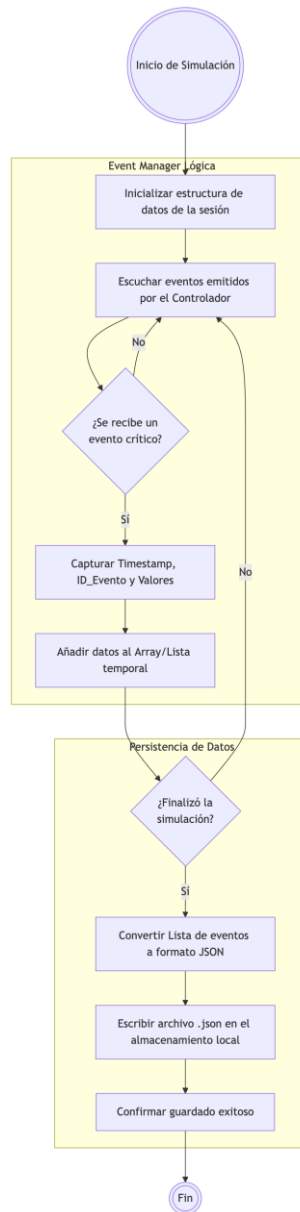 Inicio de Simulación
Event Manager Lógica
Inicializar estructura de
datos de la sesión
Escuchar eventos emitidos
por el Controlador
No
¿Se recibe un
evento crítico?
Sí
Capturar Timestamp,
ID_Evento y Valores
No
Añadir datos al Array/Lista
temporal
Persistencia de Datos
¿Finalizó la
simulación?
Sí
Convertir Lista de eventos
a formato JSON
Escribir archivo .json en el
almacenamiento local
Confirmar guardado exitoso
Fin